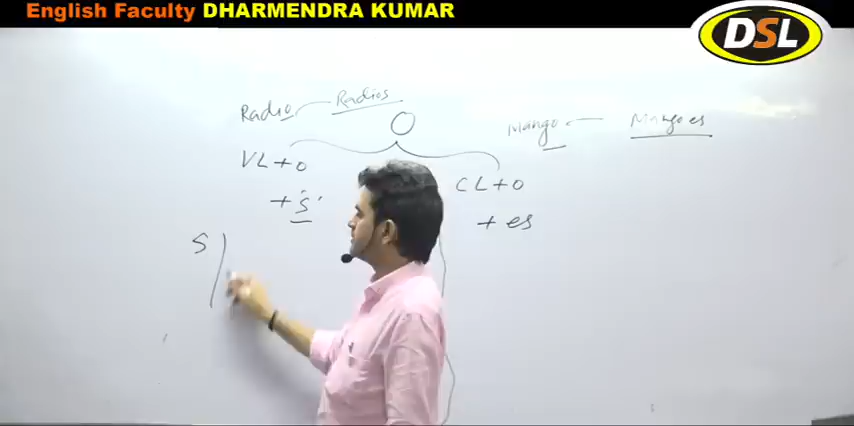 English Faculty DHARMENDRA KUMAR
DSL
Radio Radios
O
Mango Mangoes
VL + o
+ 's'
CL + o
+ es
S